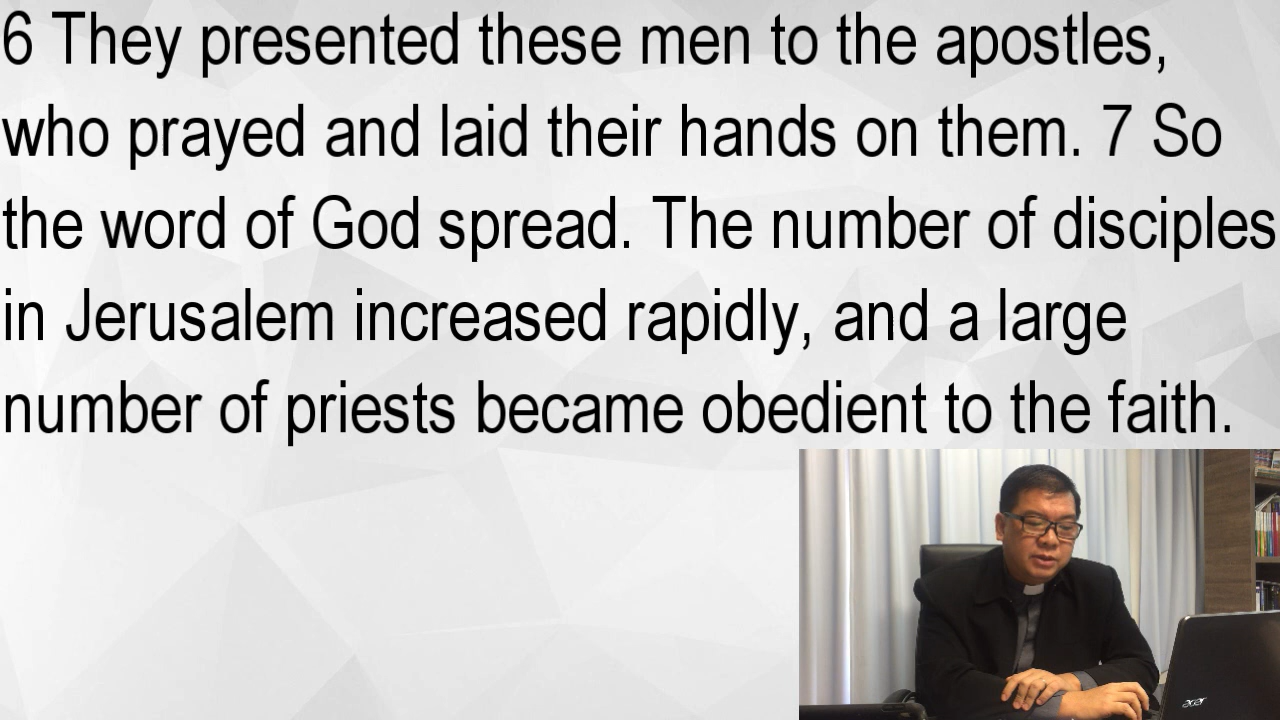 6 They presented these men to the apostles,
who prayed and laid their hands on them. 7 So
the word of God spread. The number of disciples
in Jerusalem increased rapidly, and a large
number of priests became obedient to the faith.
acer